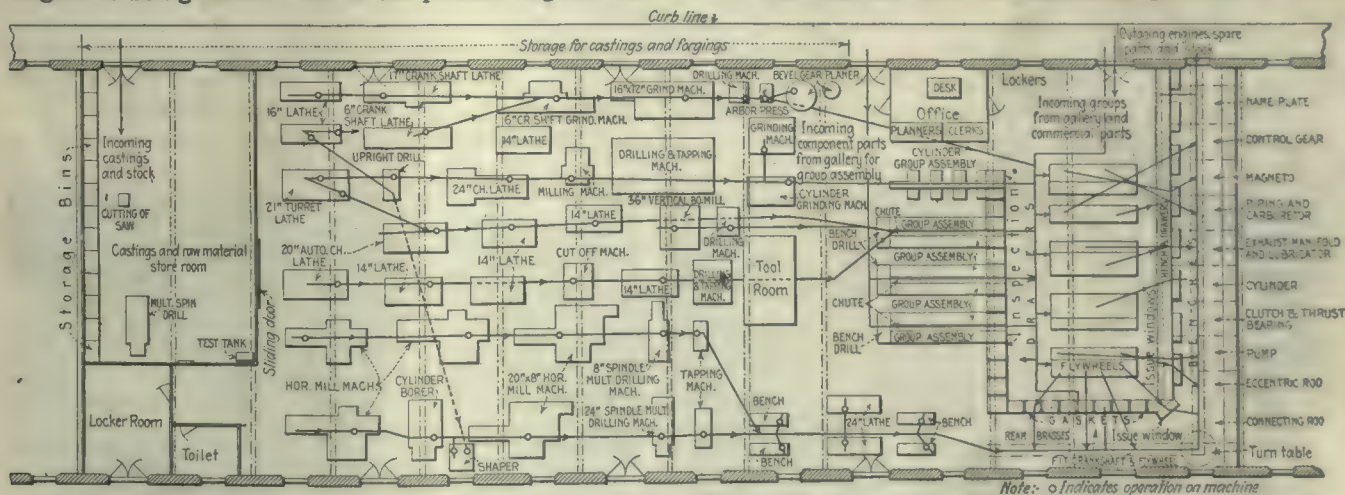 Curb line
Storage for castings and forgings
Outgoing engines, spare
parts and stock
17" CRANK SHAFT LATHE
DRILLING MACH.
BEVEL GEAR PLANER
Lockers
16" LATHE
6" CRANK
SHAFT LATHE
6" CR. SHFT GRIND. MACH.
16"x72" GRIND MACH.
ARBOR PRESS
DESK
Office
PLANNERS
CLERKS
Incoming groups
from gallery and
commercial parts
NAME PLATE
Storage Bins
Incoming
castings
and stock
UPRIGHT DRILL
14" LATHE
DRILLING & TAPPING
MACH.
GRINDING
MACH.
Incoming
component parts
from gallery for
group assembly
CYLINDER
GROUP ASSEMBLY
CONTROL GEAR
CUTTING OF
SAW
21" TURRET
LATHE
24" CH. LATHE
MILLING MACH.
CYLINDER
GRINDING MACH.
MAGNETO
36" VERTICAL BO. MILL
14" LATHE
CHUTE
GROUP ASSEMBLY
BENCH
DRILL
Inspection
PIPING AND
CARBURETOR
Castings and raw material
store room
20" AUTO. CH.
LATHE
14" LATHE
14" LATHE
CUT OFF MACH.
DRILLING
MACH.
GROUP ASSEMBLY
EXHAUST MANIFOLD
AND LUBRICATOR
MULT. SPIN
DRILL
14" LATHE
DRILLING
& TAPPING
MACH.
Tool
Room
GROUP ASSEMBLY
CYLINDER
CHUTE
GROUP ASSEMBLY
CLUTCH & THRUST
BEARING
Sliding door
TEST TANK
BENCH
DRILL
GROUP ASSEMBLY
Issue window
BENCHES
PUMP
HOR. MILL MACH.
CYLINDER
BORER
20"x8" HOR.
MILL MACH.
8" SPINDLE
MULT DRILLING
MACH.
TAPPING
MACH.
FLYWHEELS
ECCENTRIC ROD
Locker Room
24" SPINDLE MULT
DRILLING MACH.
BENCH
24" LATHE
BENCH
GASKETS
Issue window
CONNECTING ROD
Toilet
SHAPER
BENCH
REAR
BRASSES
FLY CRANKSHAFT & FLYWHEEL
Turn table
Note:- o Indicates operation on machine